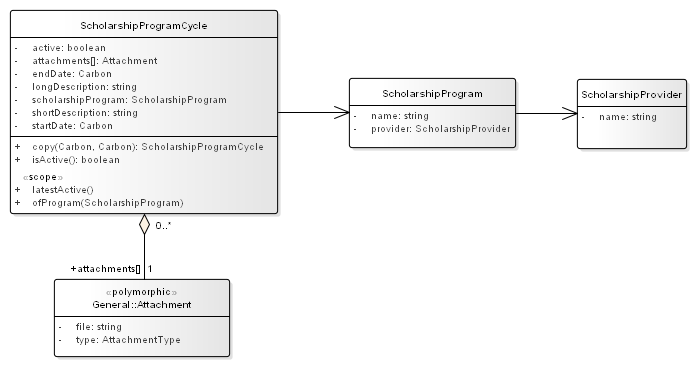 ScholarshipProgramCycle
- active: boolean
- attachments[]: Attachment
- endDate: Carbon
- longDescription: string
- scholarshipProgram: ScholarshipProgram
- shortDescription: string
- startDate: Carbon
+ copy(Carbon, Carbon): ScholarshipProgramCycle
+ isActive(): boolean
«scope»
+ latestActive()
+ ofProgram(ScholarshipProgram)
ScholarshipProgram
- name: string
- provider: ScholarshipProvider
ScholarshipProvider
- name: string
0..*
+attachments[] 1
«polymorphic»
General::Attachment
- file: string
- type: AttachmentType